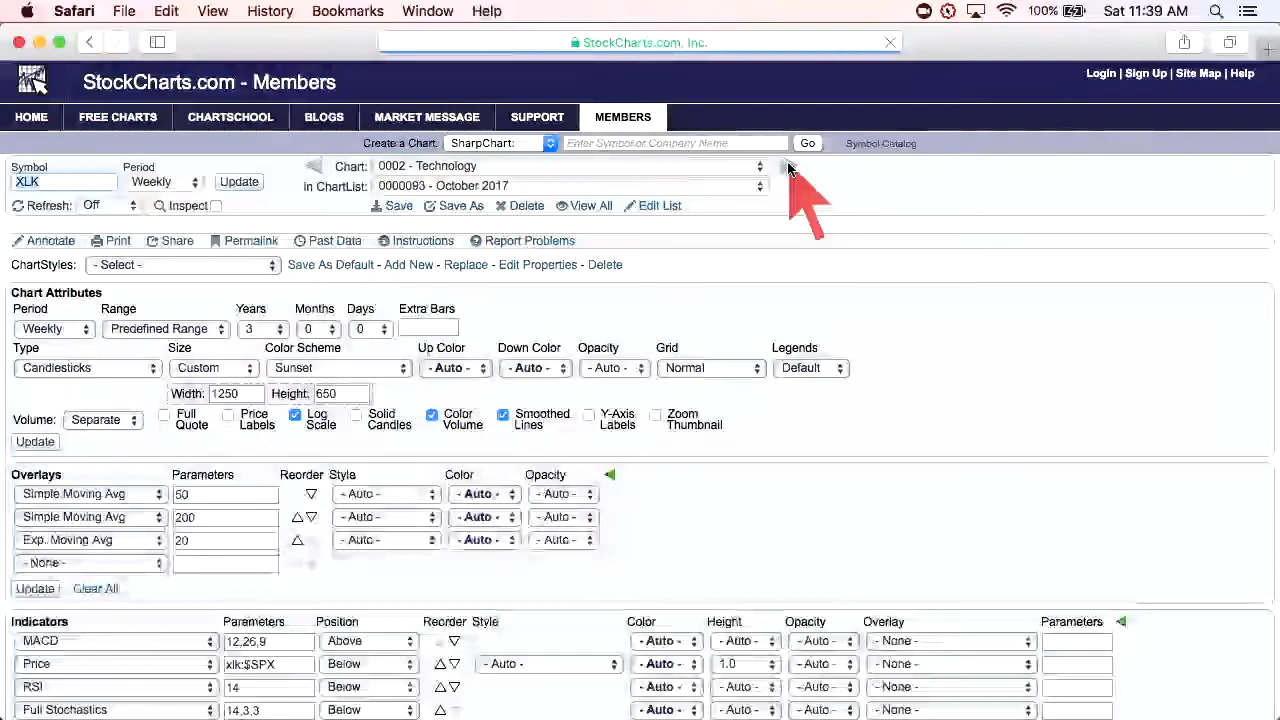 Safari File Edit View History Bookmarks Window Help 100% Sat 11:39 AM
StockCharts.com, Inc.
StockCharts.com - Members
Login | Sign Up | Site Map | Help
HOME FREE CHARTS CHARTSCHOOL BLOGS MARKET MESSAGE SUPPORT MEMBERS
Create a Chart: SharpChart: Enter Symbol or Company Name Go Symbol Catalog
Symbol Period Chart: 0002 - Technology
XLK Weekly Update in ChartList: 0000093 - October 2017
Refresh: Off Inspect Save Save As Delete View All Edit List
Annotate Print Share Permalink Past Data Instructions Report Problems
ChartStyles: - Select - Save As Default - Add New - Replace - Edit Properties - Delete
Chart Attributes
Period Range Years Months Days Extra Bars
Weekly Predefined Range 3 0 0
Type Size Color Scheme Up Color Down Color Opacity Grid Legends
Candlesticks Custom Sunset - Auto - - Auto - - Auto - Normal Default
Width: 1250 Height: 650
Volume: Separate Full Quote Price Labels Log Scale Solid Candles Color Volume Smoothed Lines Y-Axis Labels Zoom Thumbnail
Update
Overlays Parameters Reorder Style Color Opacity
Simple Moving Avg 50 - Auto - - Auto - - Auto -
Simple Moving Avg 200 - Auto - - Auto - - Auto -
Exp. Moving Avg 20 - Auto - - Auto - - Auto -
- None -
Update Clear All
Indicators Parameters Position Reorder Style Color Height Opacity Overlay Parameters
MACD 12,26,9 Above - Auto - - Auto - - Auto - - None -
Price xlk:$SPX Below - Auto - - Auto - 1.0 - Auto - - None -
RSI 14 Below - Auto - - Auto - - Auto - - None -
Full Stochastics 14,3,3 Below - Auto - - Auto - - Auto - - None -